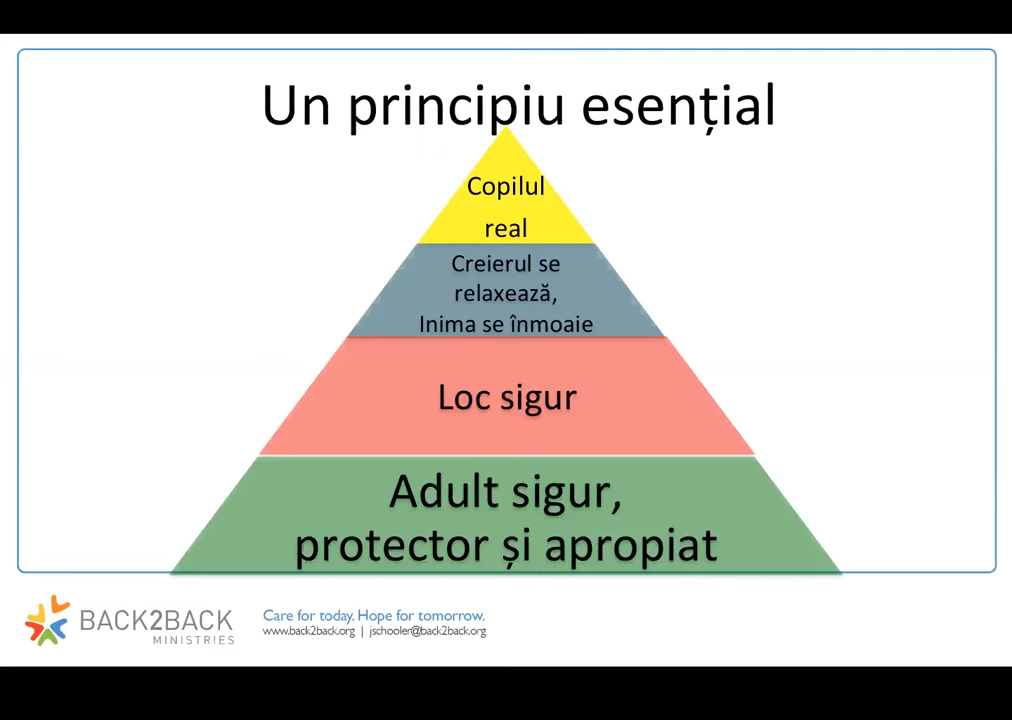 Un principiu esențial
Copilul
real
Creierul se
relaxează,
Inima se înmoaie
Loc sigur
Adult sigur,
protector și apropiat
BACK2BACK
MINISTRIES
Care for today. Hope for tomorrow.
www.back2back.org | jschooler@back2back.org